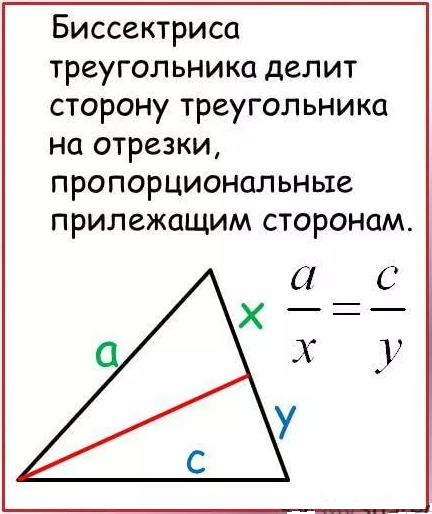 Биссектриса
треугольника делит
сторону треугольника
на отрезки,
пропорциональные
прилежащим сторонам.
a/x = c/y
x
a
y
c